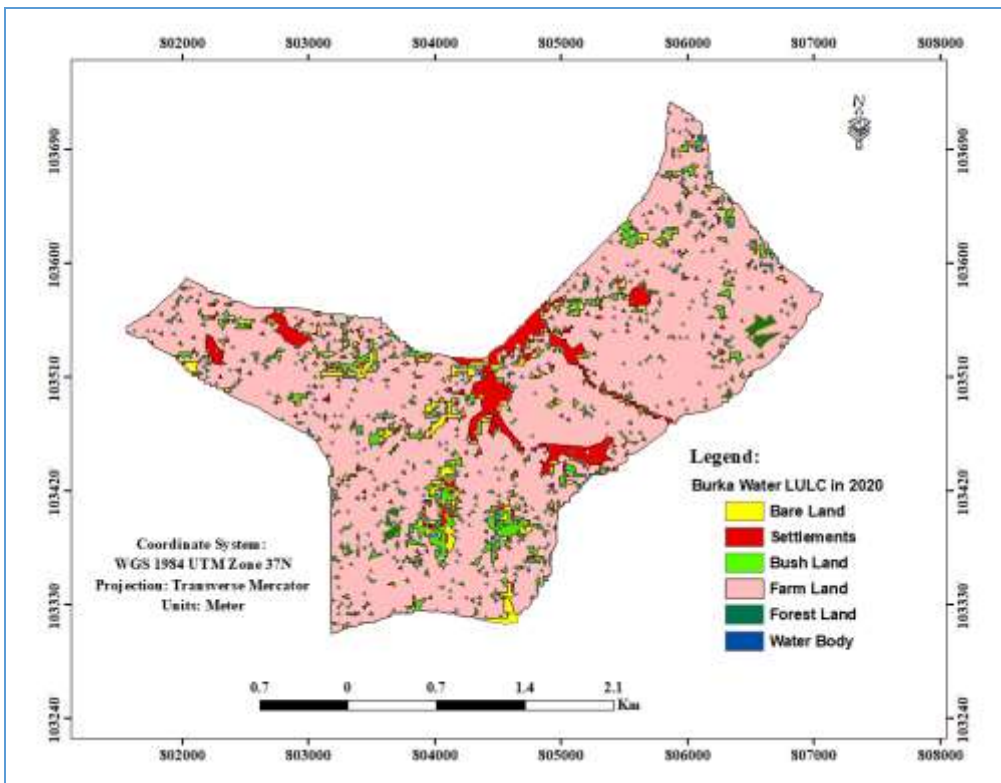 802000 803000 804000 805000 806000 807000 808000
N
103690
103690
103600
103600
103510
103510
103420
103420
103330
103330
103240
103240
Legend:
Burka Water LULC in 2020
Bare Land
Settlements
Bush Land
Farm Land
Forest Land
Water Body
Coordinate System:
WGS 1984 UTM Zone 37N
Projection: Transverse Mercator
Units: Meter
0.7 0 0.7 1.4 2.1
Km
802000 803000 804000 805000 806000 807000 808000